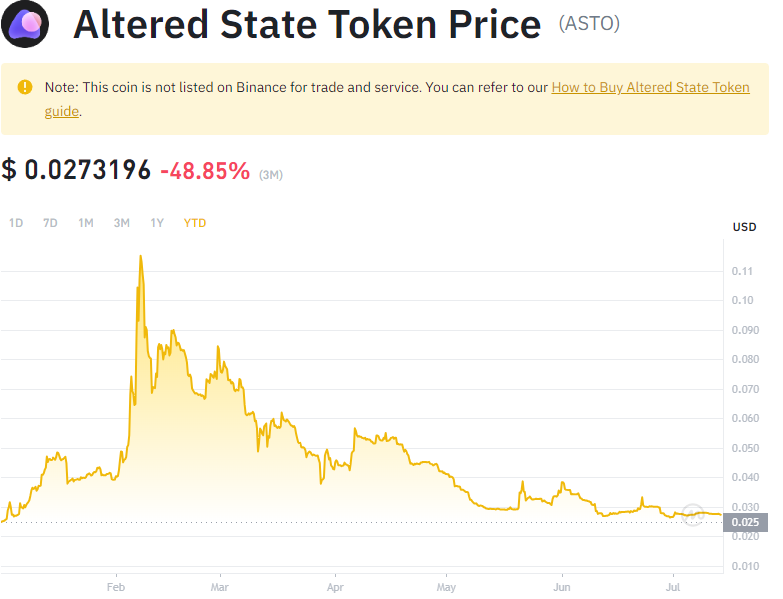 Altered State Token Price (ASTO)
Note: This coin is not listed on Binance for trade and service. You can refer to our How to Buy Altered State Token
guide.
$ 0.0273196 -48.85% (3M)
1D 7D 1M 3M 1Y YTD
USD
0.11
0.10
0.090
0.080
0.070
0.060
0.050
0.040
0.030
0.025
0.020
0.010
Feb Mar Apr May Jun Jul